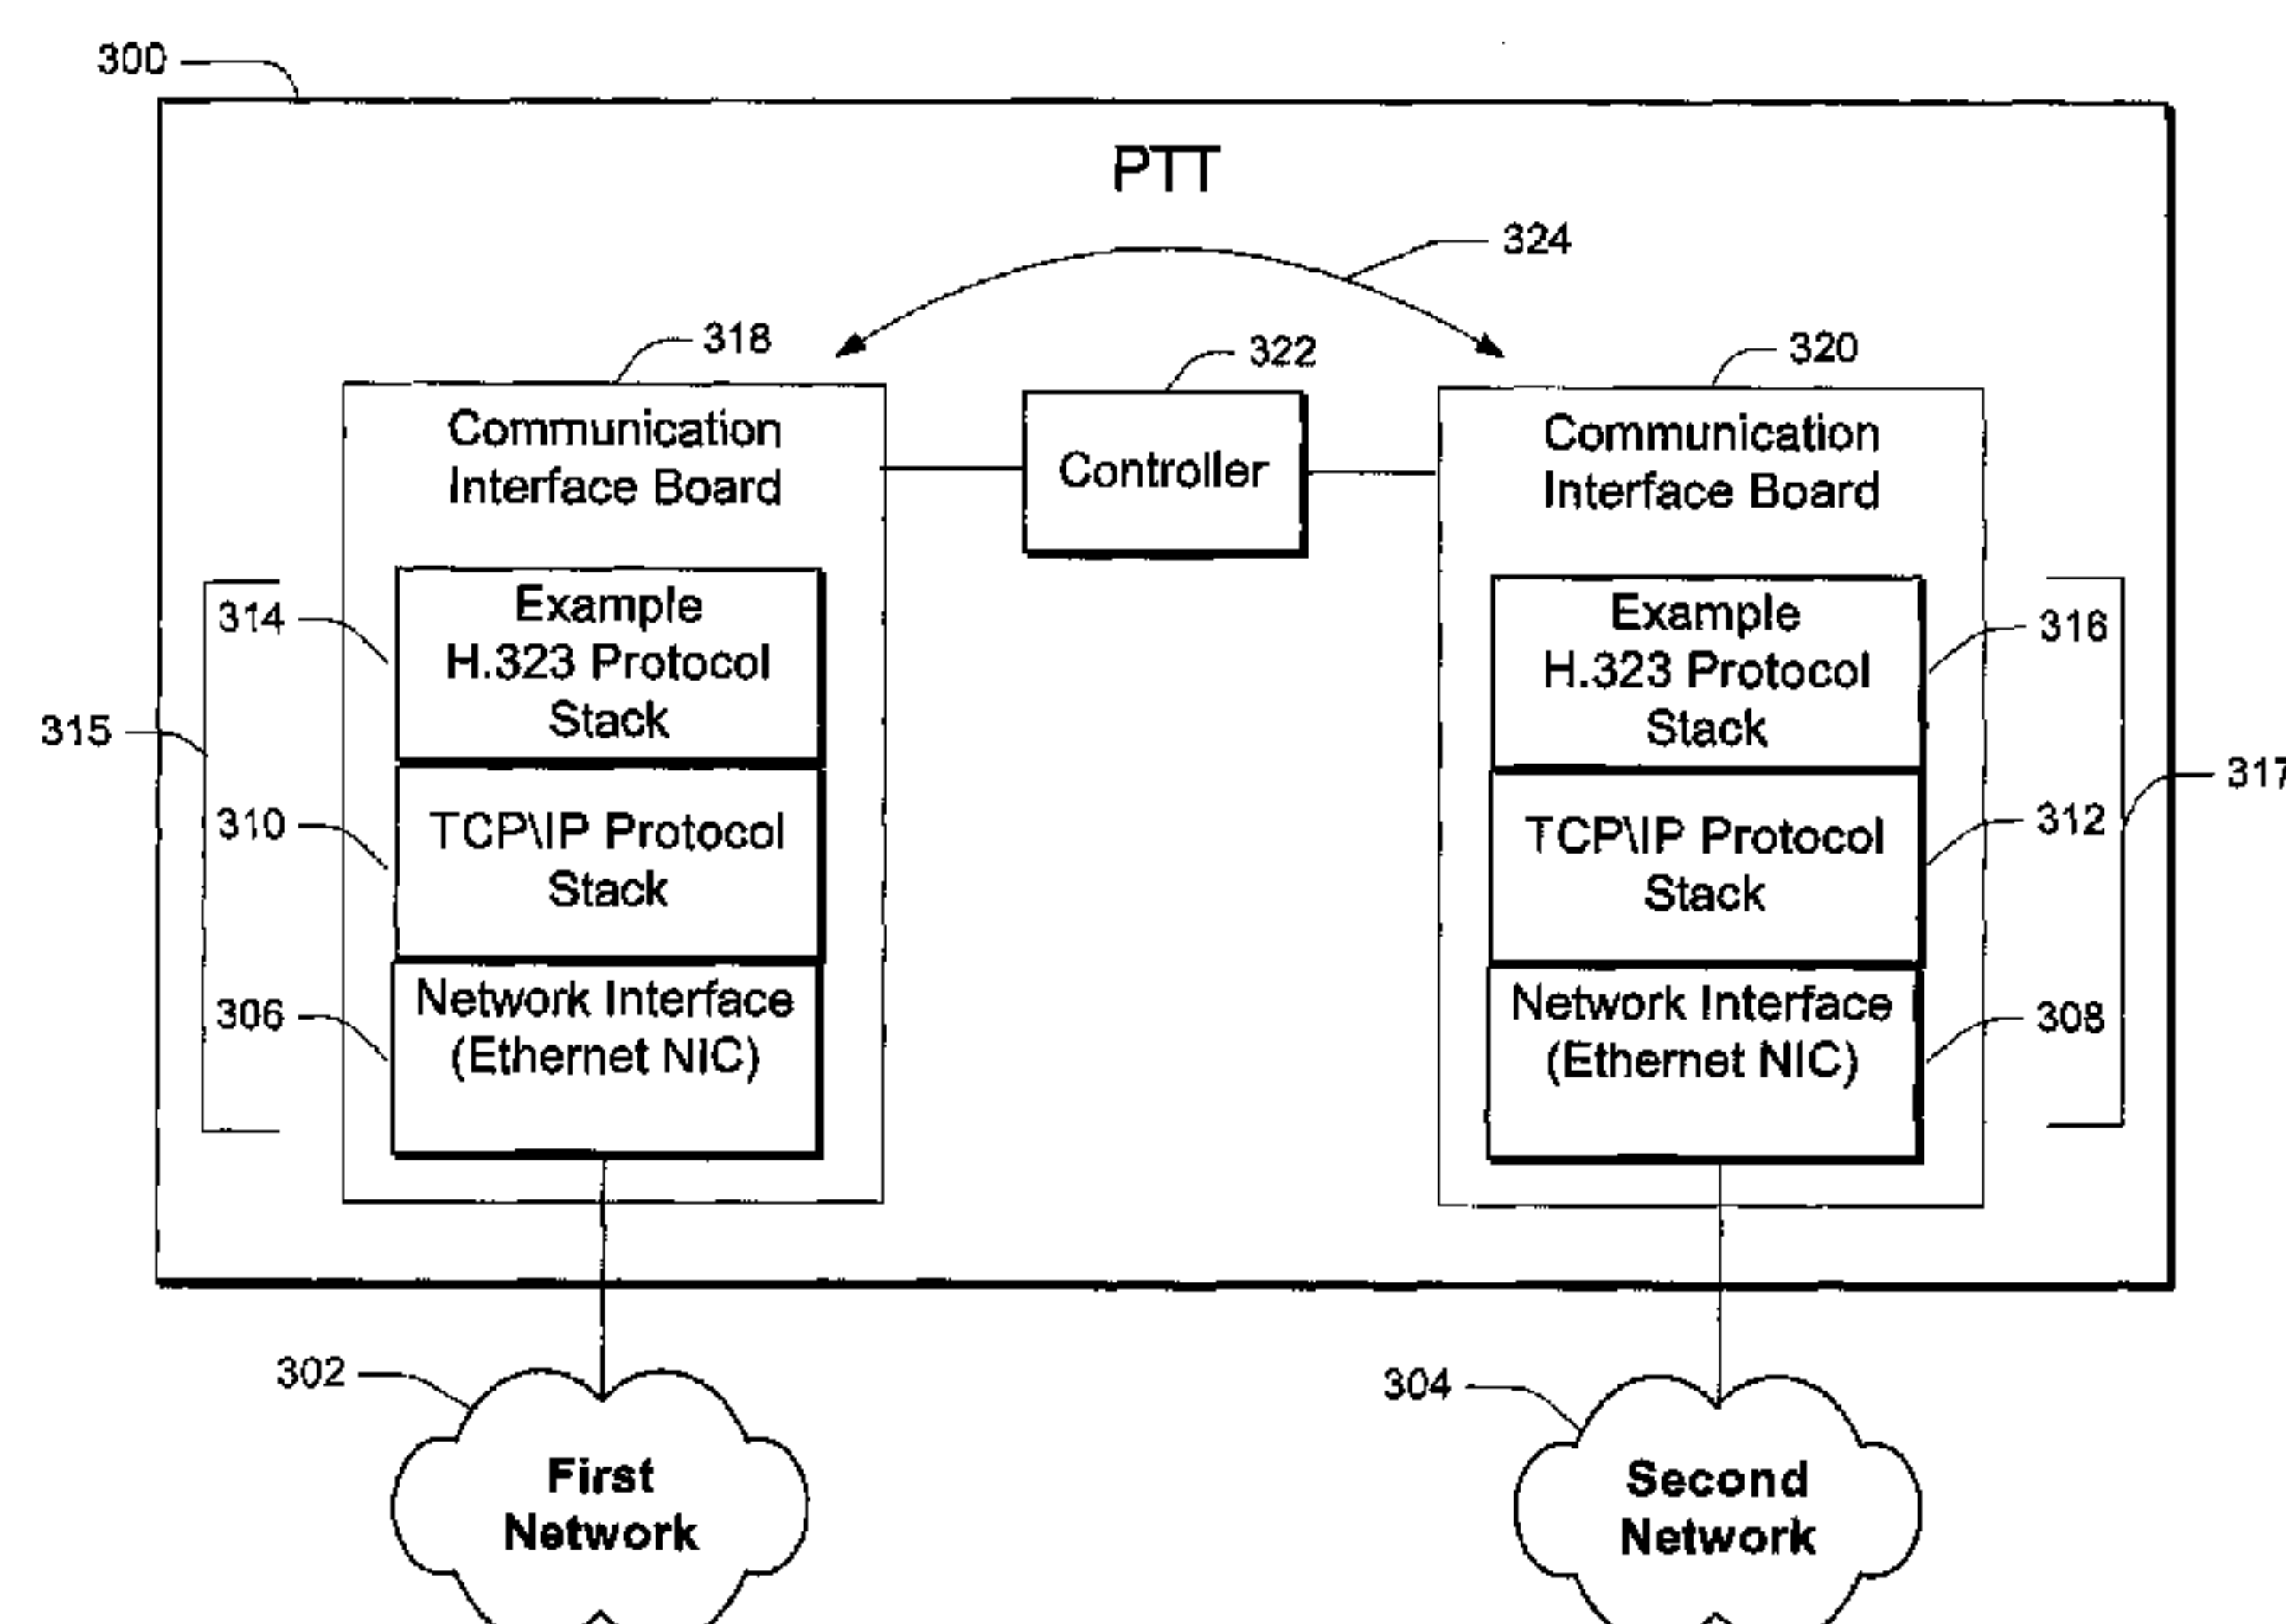 300
PTT
324
318
322
320
Communication
Interface Board
Controller
Communication
Interface Board
314
Example
H.323 Protocol
Stack
Example
H.323 Protocol
Stack
316
315
317
310
TCP\IP Protocol
Stack
TCP\IP Protocol
Stack
312
306
Network Interface
(Ethernet NIC)
Network Interface
(Ethernet NIC)
308
302
304
First
Network
Second
Network